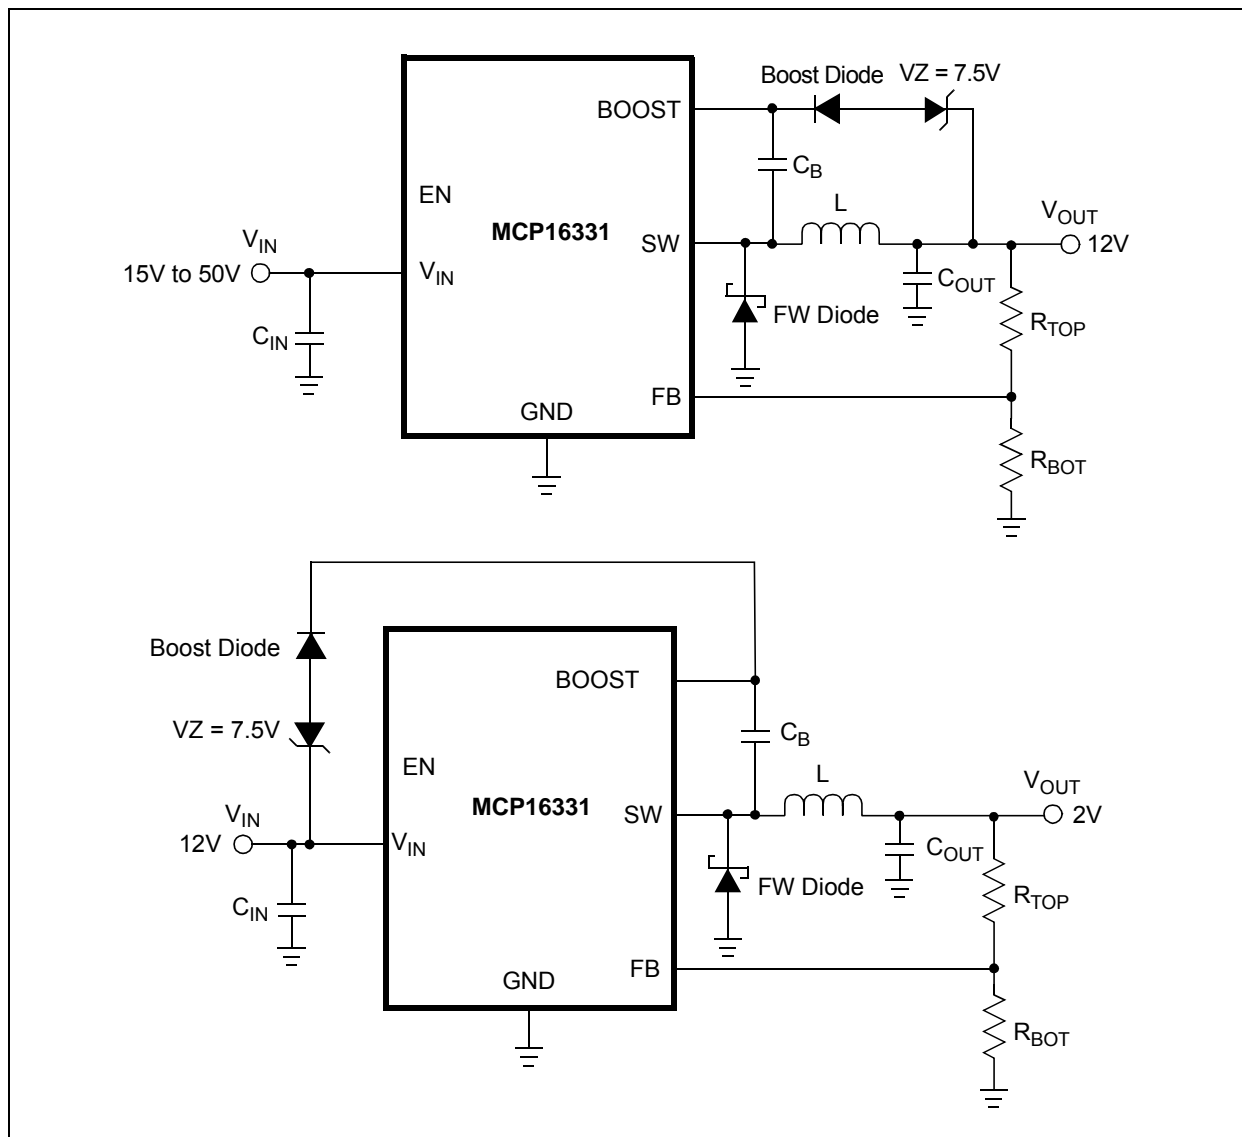 Boost Diode VZ = 7.5V
BOOST
C_B
EN
L
V_OUT
MCP16331
SW
12V
V_IN
15V to 50V
V_IN
C_OUT
FW Diode
R_TOP
C_IN
FB
GND
R_BOT
Boost Diode
BOOST
VZ = 7.5V
C_B
EN
L
V_OUT
MCP16331
SW
2V
V_IN
12V
V_IN
C_OUT
FW Diode
R_TOP
C_IN
FB
GND
R_BOT